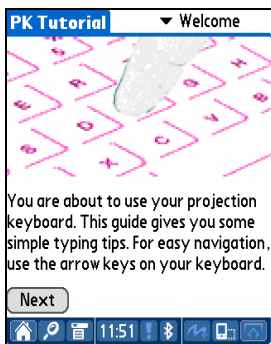 PK Tutorial
Welcome
R
E
D
G
Y
S
X
C
B
You are about to use your projection
keyboard. This guide gives you some
simple typing tips. For easy navigation,
use the arrow keys on your keyboard.
Next
11:51